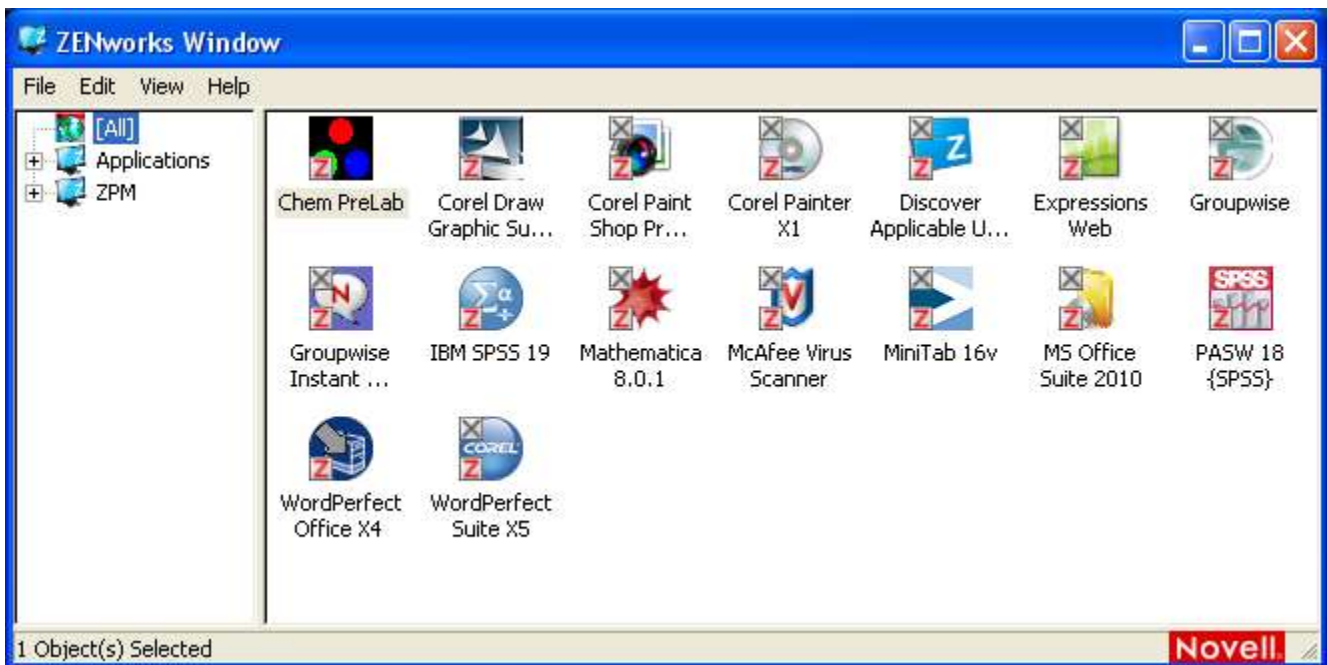 ZENworks Window
File Edit View Help
[All]
Applications
ZPM
Chem PreLab
Corel Draw
Graphic Su...
Corel Paint
Shop Pr...
Corel Painter
X1
Discover
Applicable U...
Expressions
Web
Groupwise
Groupwise
Instant ...
IBM SPSS 19
Mathematica
8.0.1
McAfee Virus
Scanner
MiniTab 16v
MS Office
Suite 2010
SPSS
PASW 18
{SPSS}
WordPerfect
Office X4
COREL
WordPerfect
Suite X5
1 Object(s) Selected
Novell.